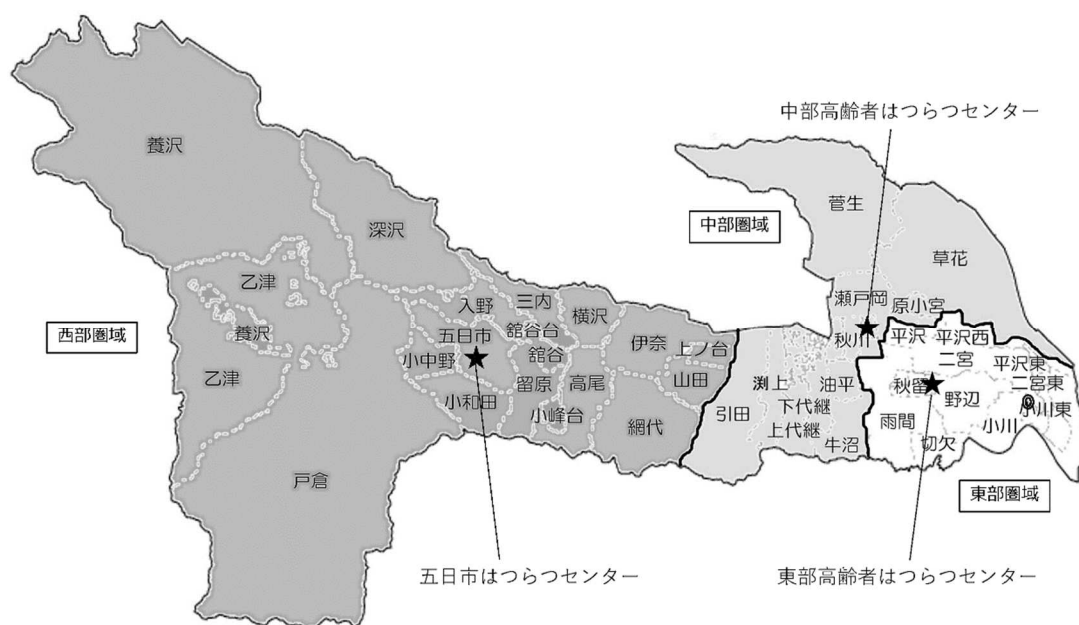 中部高齢者はつらつセンター
養沢
菅生
中部圏域
深沢
草花
乙津
瀬戸岡
原小宮
入野
三内
横沢
西部圏域
養沢
五日市
舘谷台
伊奈
上ノ台
秋川
平沢
平沢西
二宮
平沢東
小中野
舘谷
山田
渕上
油平
二宮東
乙津
留原
高尾
下代継
秋留
野辺
小川東
小和田
小峰台
引田
上代継
雨間
小川
網代
牛沼
切欠
戸倉
東部圏域
五日市はつらつセンター
東部高齢者はつらつセンター